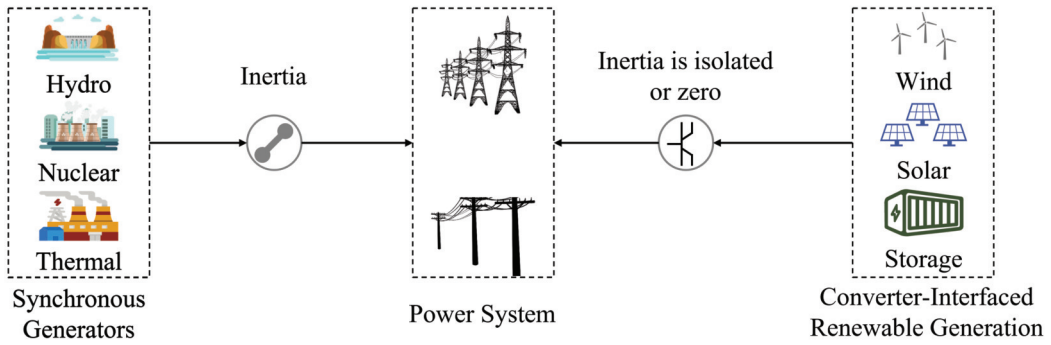 Hydro
Nuclear
Thermal
Synchronous
Generators
Inertia
Power System
Inertia is isolated
or zero
Wind
Solar
Storage
Converter-Interfaced
Renewable Generation